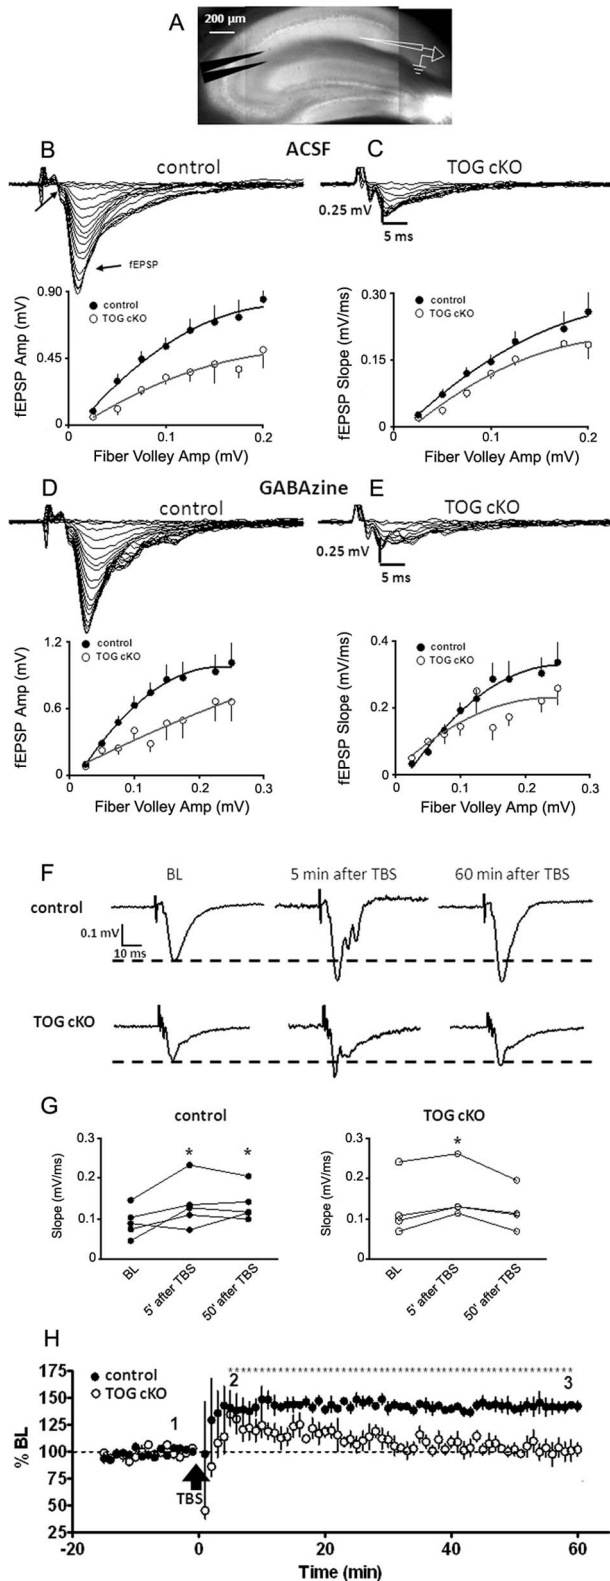 A
200 µm
B
ACSF
C
control
TOG cKO
0.25 mV
5 ms
fEPSP
fEPSP Amp (mV)
0.90
0.45
0
control
TOG cKO
0
0.1
0.2
Fiber Volley Amp (mV)
fEPSP Slope (mV/ms)
0.30
0.15
0
control
TOG cKO
0
0.1
0.2
Fiber Volley Amp (mV)
D
GABAzine
E
control
TOG cKO
0.25 mV
5 ms
fEPSP Amp (mV)
1.2
0.6
0
control
TOG cKO
0
0.1
0.2
0.3
Fiber Volley Amp (mV)
fEPSP Slope (mV/ms)
0.4
0.2
0
control
TOG cKO
0
0.1
0.2
0.3
Fiber Volley Amp (mV)
F
BL
5 min after TBS
60 min after TBS
control
0.1 mV
10 ms
TOG cKO
G
control
TOG cKO
Slope (mV/ms)
0.3
0.2
0.1
0
*
*
BL
5' after TBS
50' after TBS
Slope (mV/ms)
0.3
0.2
0.1
0
*
BL
5' after TBS
50' after TBS
H
% BL
175
150
125
100
75
50
25
control
TOG cKO
1
2
3
TBS
-20
0
20
40
60
Time (min)